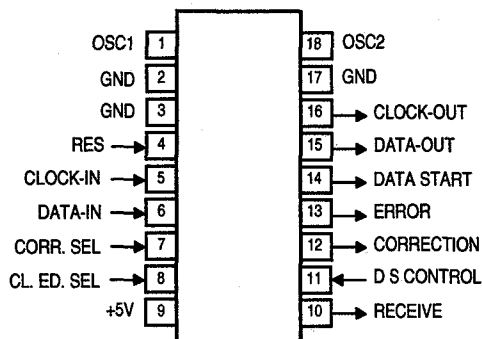 OSC1 1 18 OSC2
GND 2 17 GND
GND 3 16 CLOCK-OUT
RES 4 15 DATA-OUT
CLOCK-IN 5 14 DATA START
DATA-IN 6 13 ERROR
CORR. SEL 7 12 CORRECTION
CL. ED. SEL 8 11 D S CONTROL
+5V 9 10 RECEIVE